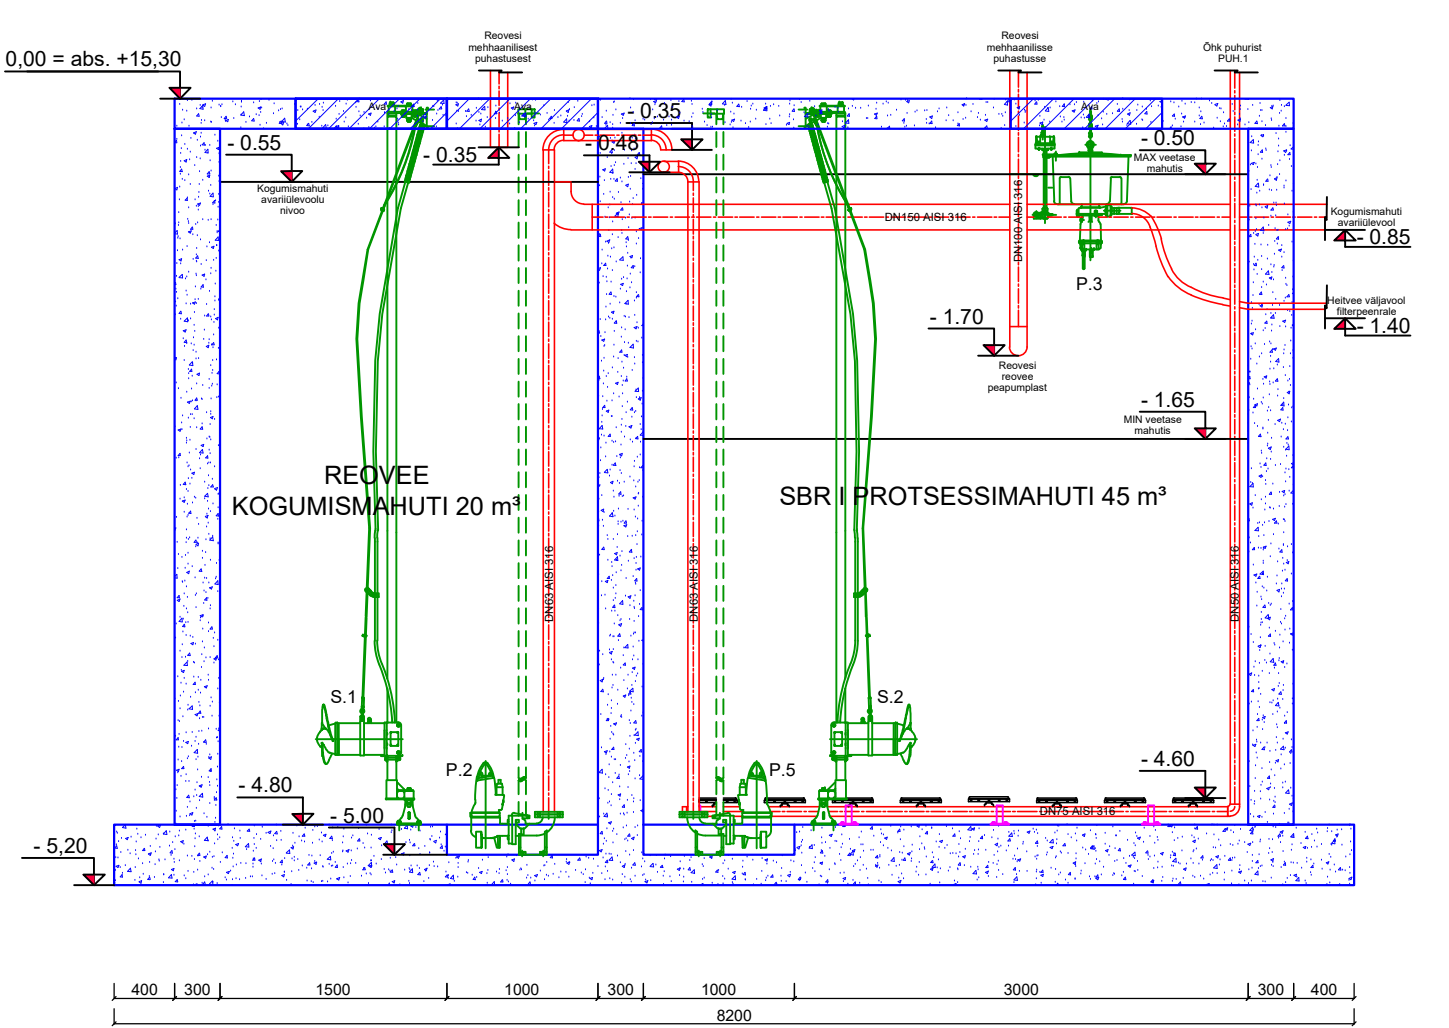 Reovesi
mehhaanilisest
puhastusest
Reovesi
mehhaanilisse
puhastusse
Õhk puhurist
PUH.1
0,00 = abs. +15,30
Ava
Ava
Ava
- 0.35
- 0.55
- 0.35
- 0.48
- 0.50
MAX veetase
mahutis
Kogumismahuti
avariiülevoolu
nivoo
DN150 AISI 316
DN100 AISI 316
Kogumismahuti
avariiülevool
- 0.85
P.3
Heitvee väljavool
filterpeenrale
- 1.40
- 1.70
Reovesi
reovee
peapumplast
- 1.65
MIN veetase
mahutis
REOVEE
KOGUMISMAHUTI 20 m³
SBR I PROTSESSIMAHUTI 45 m³
DN63 AISI 316
DN63 AISI 316
DN50 AISI 316
S.1
S.2
P.2
P.5
- 4.60
- 4.80
- 5.00
DN75 AISI 316
- 5,20
400 300 1500 1000 300 1000 3000 300 400
8200